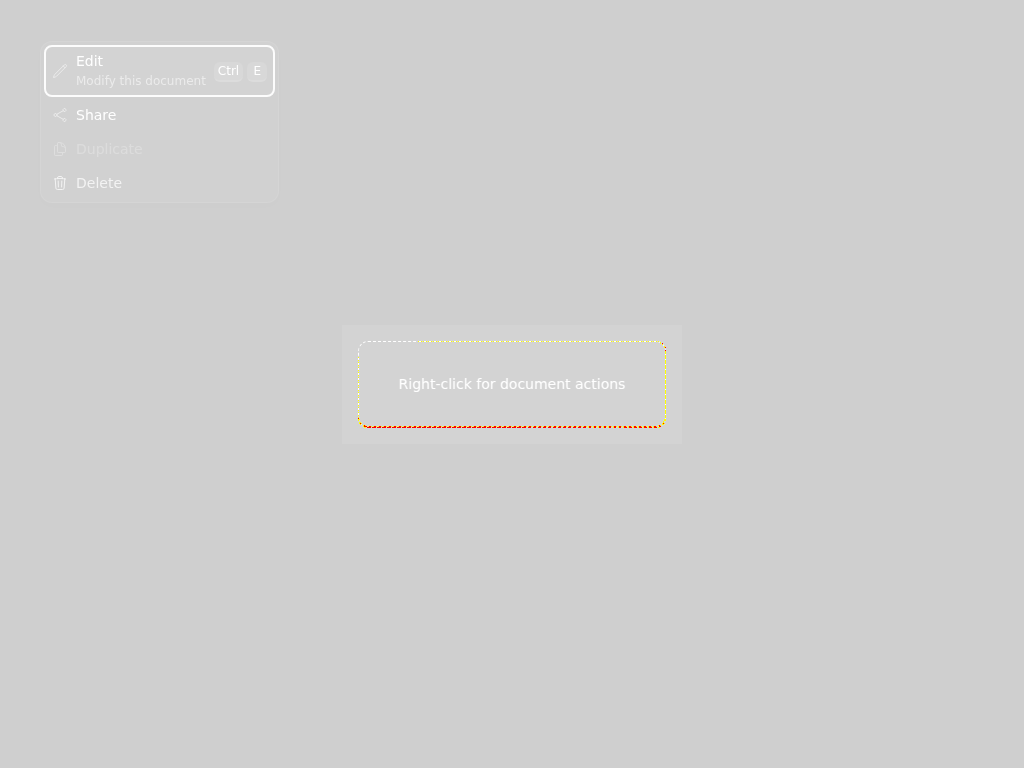 Edit
Modify this document
Ctrl E
Share
Duplicate
Delete
Right-click for document actions